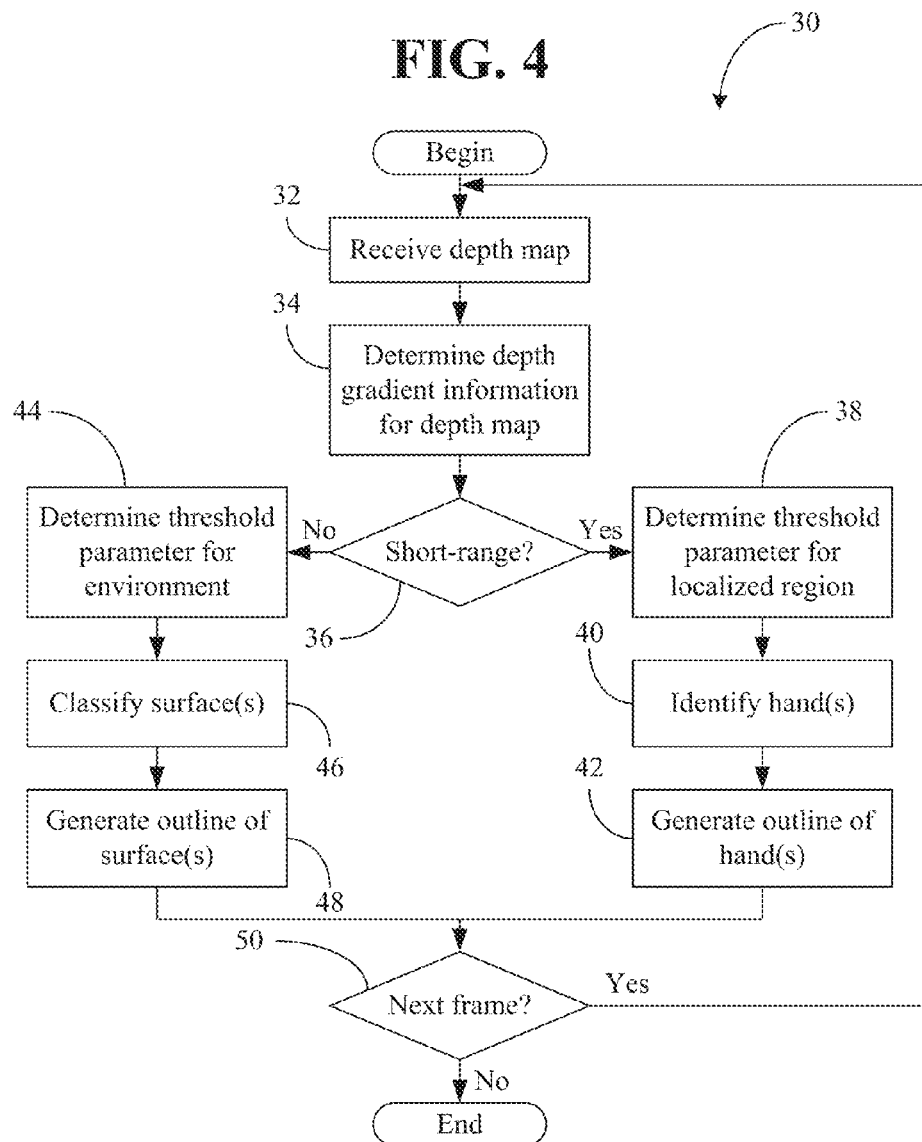 FIG. 4
30
Begin
32
Receive depth map
34
Determine depth
gradient information
for depth map
44
38
Determine threshold
parameter for
environment
No
Short-range?
Yes
Determine threshold
parameter for
localized region
36
40
Classify surface(s)
Identify hand(s)
46
42
Generate outline of
surface(s)
Generate outline of
hand(s)
48
50
Next frame?
Yes
No
End